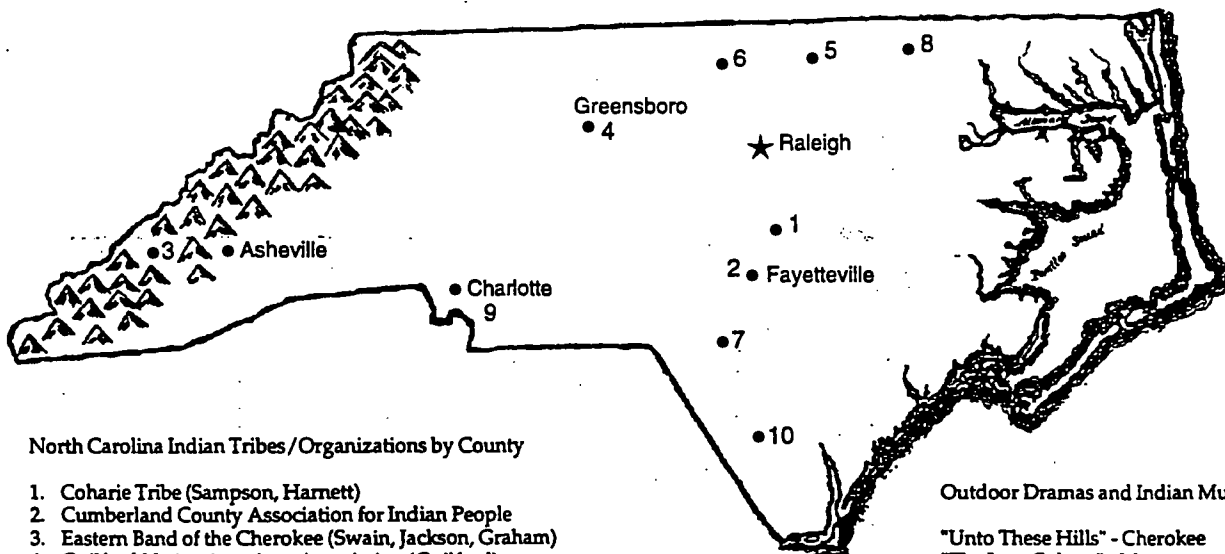 6
5
8
Greensboro
4
Raleigh
1
3
Asheville
2
Fayetteville
Charlotte
9
7
10
Sound
Sound
North Carolina Indian Tribes/Organizations by County
1. Coharie Tribe (Sampson, Harnett)
2. Cumberland County Association for Indian People
3. Eastern Band of the Cherokee (Swain, Jackson, Graham)
Outdoor Dramas and Indian Mu
"Unto These Hills" - Cherokee